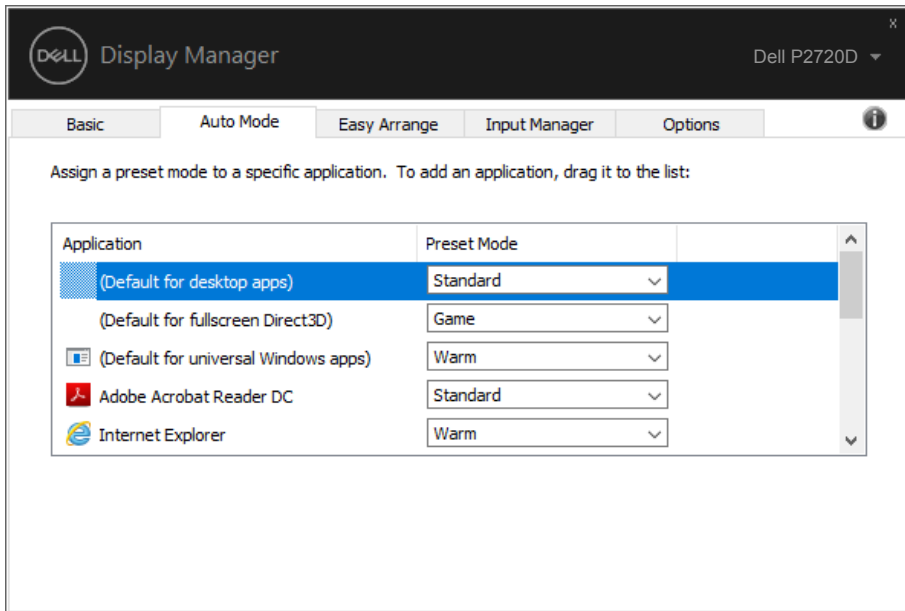 x
DELL Display Manager
Dell P2720D
Basic Auto Mode Easy Arrange Input Manager Options
Assign a preset mode to a specific application. To add an application, drag it to the list:
Application Preset Mode
(Default for desktop apps) Standard
(Default for fullscreen Direct3D) Game
(Default for universal Windows apps) Warm
Adobe Acrobat Reader DC Standard
Internet Explorer Warm